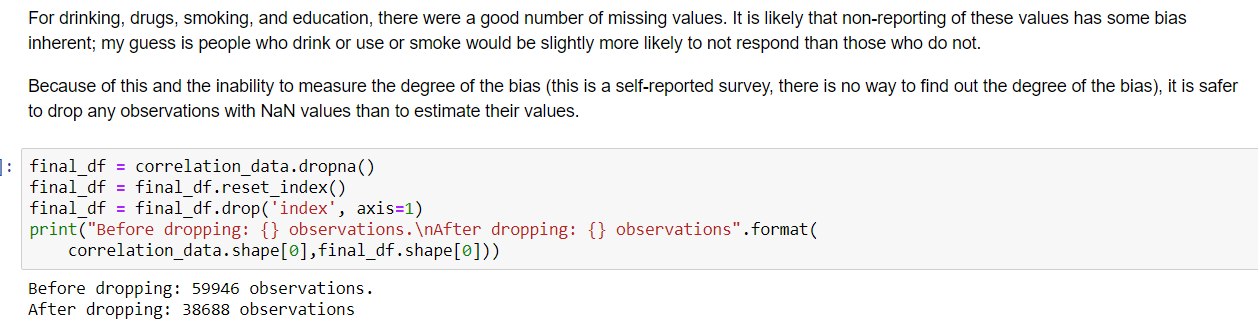 For drinking, drugs, smoking, and education, there were a good number of missing values. It is likely that non-reporting of these values has some bias
inherent; my guess is people who drink or use or smoke would be slightly more likely to not respond than those who do not.
Because of this and the inability to measure the degree of the bias (this is a self-reported survey, there is no way to find out the degree of the bias), it is safer
to drop any observations with NaN values than to estimate their values.
]: final_df = correlation_data.dropna()
final_df = final_df.reset_index()
final_df = final_df.drop('index', axis=1)
print("Before dropping: {} observations.\nAfter dropping: {} observations".format(
    correlation_data.shape[0],final_df.shape[0]))
Before dropping: 59946 observations.
After dropping: 38688 observations